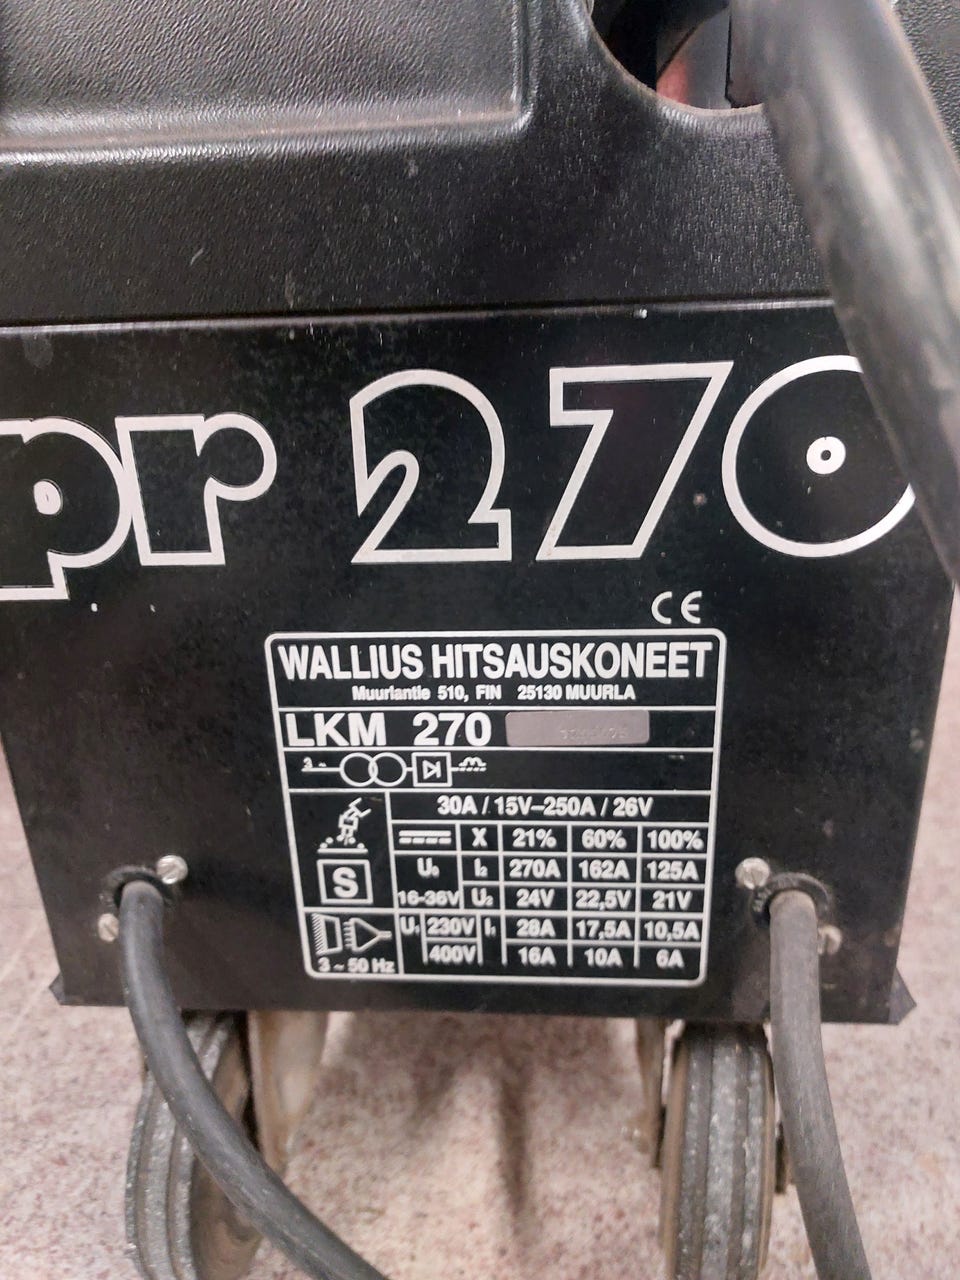 pr 270
CE
WALLIUS HITSAUSKONEET
Muurlantie 510, FIN 25130 MUURLA
LKM 270
3~
30A / 15V–250A / 26V
X 21% 60% 100%
U₀ I₂ 270A 162A 125A
16-36V U₂ 24V 22,5V 21V
S
U₁ 230V I₁ 28A 17,5A 10,5A
400V 16A 10A 6A
3 ~ 50 Hz